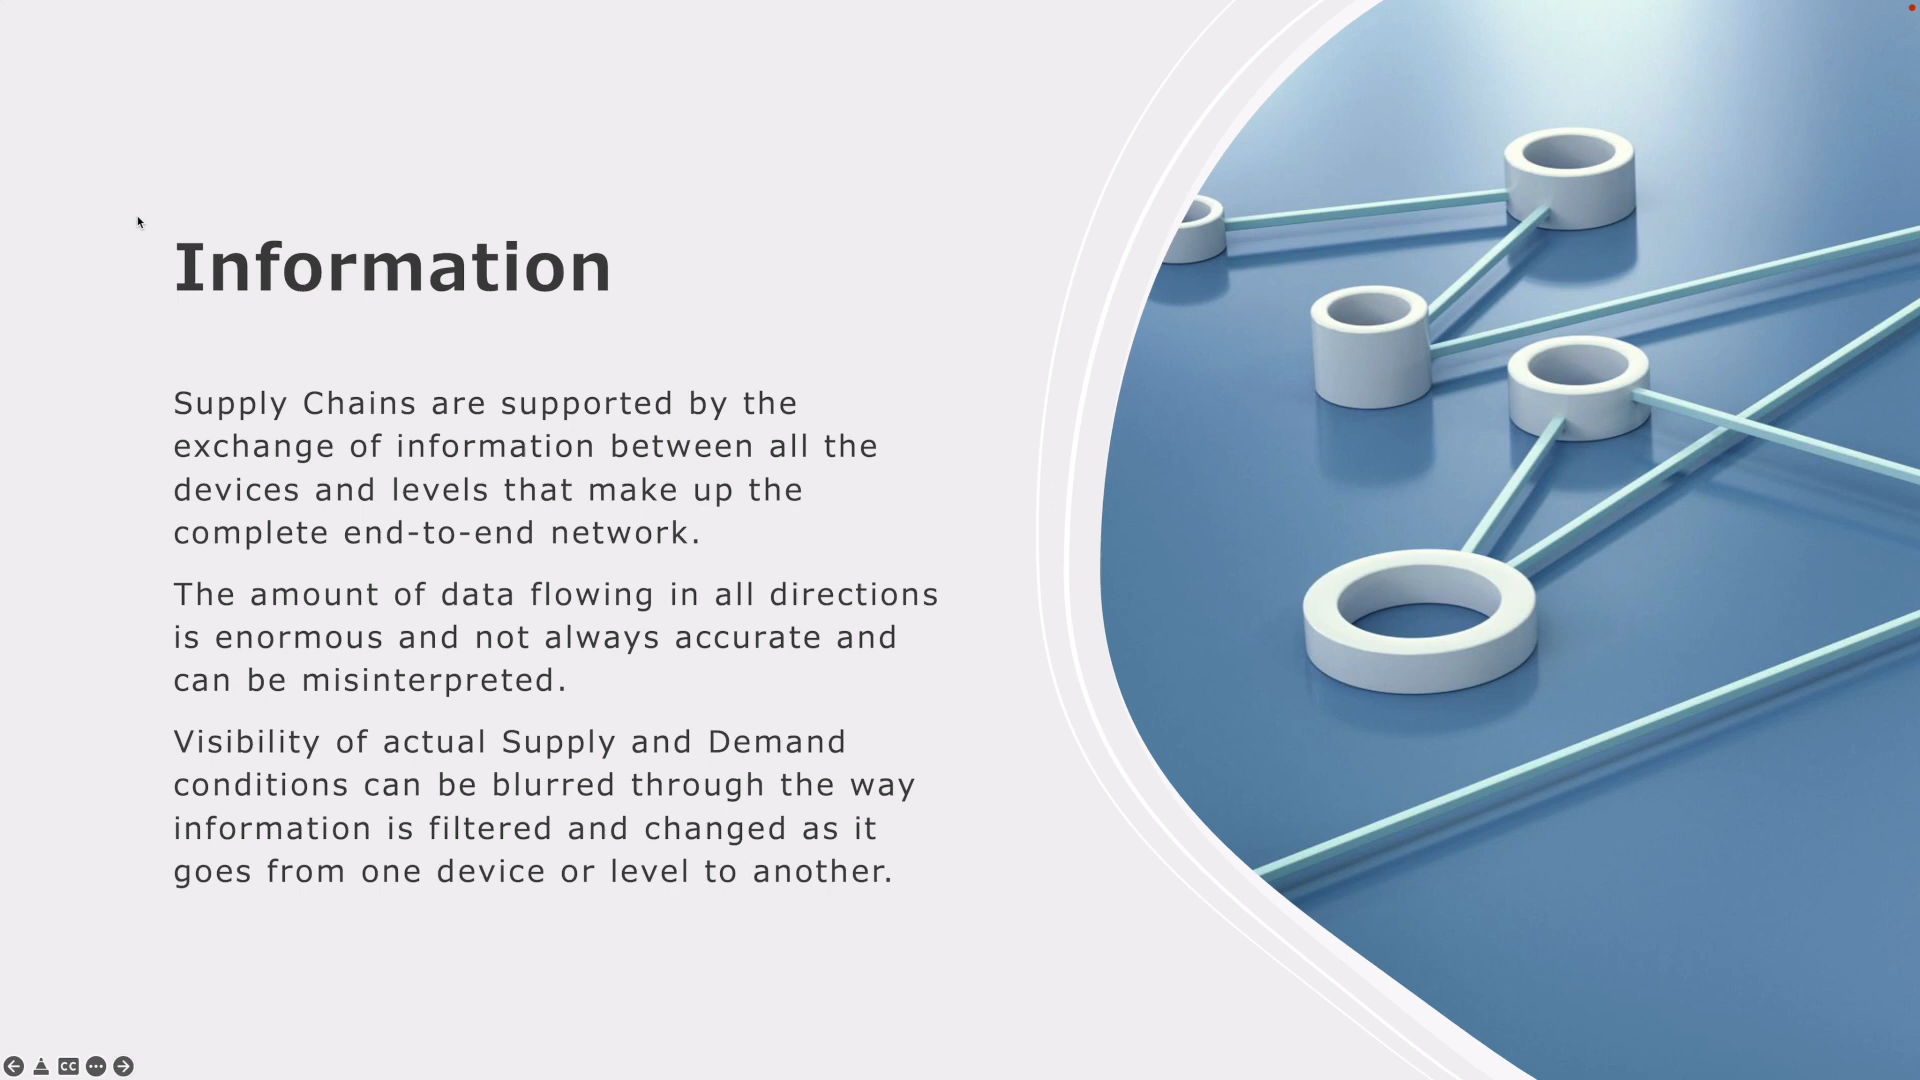 Information
Supply Chains are supported by the
exchange of information between all the
devices and levels that make up the
complete end-to-end network.
The amount of data flowing in all directions
is enormous and not always accurate and
can be misinterpreted.
Visibility of actual Supply and Demand
conditions can be blurred through the way
information is filtered and changed as it
goes from one device or level to another.
CC